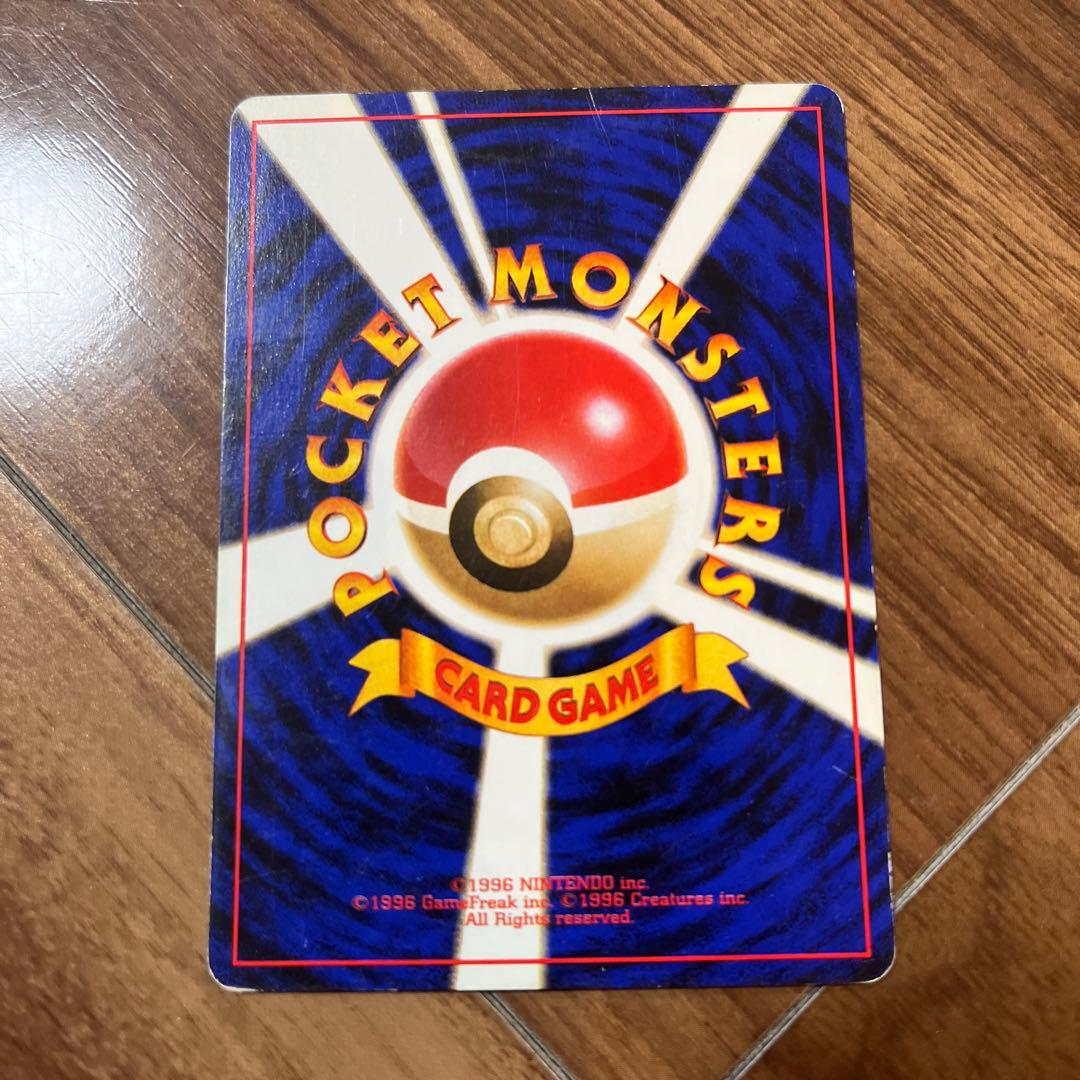 POCKET MONSTERS
CARD GAME
©1996 NINTENDO inc.
©1996 GameFreak inc. ©1996 Creatures inc.
All Rights reserved.